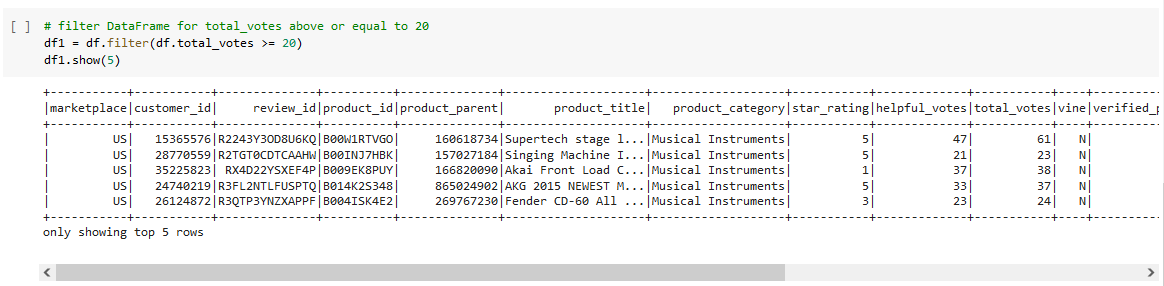 [ ] # filter DataFrame for total_votes above or equal to 20
df1 = df.filter(df.total_votes >= 20)
df1.show(5)
+-----------+-----------+--------------+----------+--------------+--------------------+-------------------+-----------+-------------+-----------+----+----------
|marketplace|customer_id|     review_id|product_id|product_parent|       product_title|   product_category|star_rating|helpful_votes|total_votes|vine|verified_p
+-----------+-----------+--------------+----------+--------------+--------------------+-------------------+-----------+-------------+-----------+----+----------
|         US|   15365576|R2243Y3OD8U6KQ|B00W1RTVGO|     160618734|Supertech stage l...|Musical Instruments|          5|           47|         61|   N|
|         US|   28770559|R2TGT0CDTCAAHW|B00INJ7HBK|     157027184|Singing Machine I...|Musical Instruments|          5|           21|         23|   N|
|         US|   35225823| RX4D22YSXEF4P|B009EK8PUY|     166820090|Akai Front Load C...|Musical Instruments|          1|           37|         38|   N|
|         US|   24740219|R3FL2NTLFUSPTQ|B014K2S348|     865024902|AKG 2015 NEWEST M...|Musical Instruments|          5|           33|         37|   N|
|         US|   26124872|R3QTP3YNZXAPPF|B004ISK4E2|     269767230|Fender CD-60 All ...|Musical Instruments|          3|           23|         24|   N|
+-----------+-----------+--------------+----------+--------------+--------------------+-------------------+-----------+-------------+-----------+----+----------
only showing top 5 rows